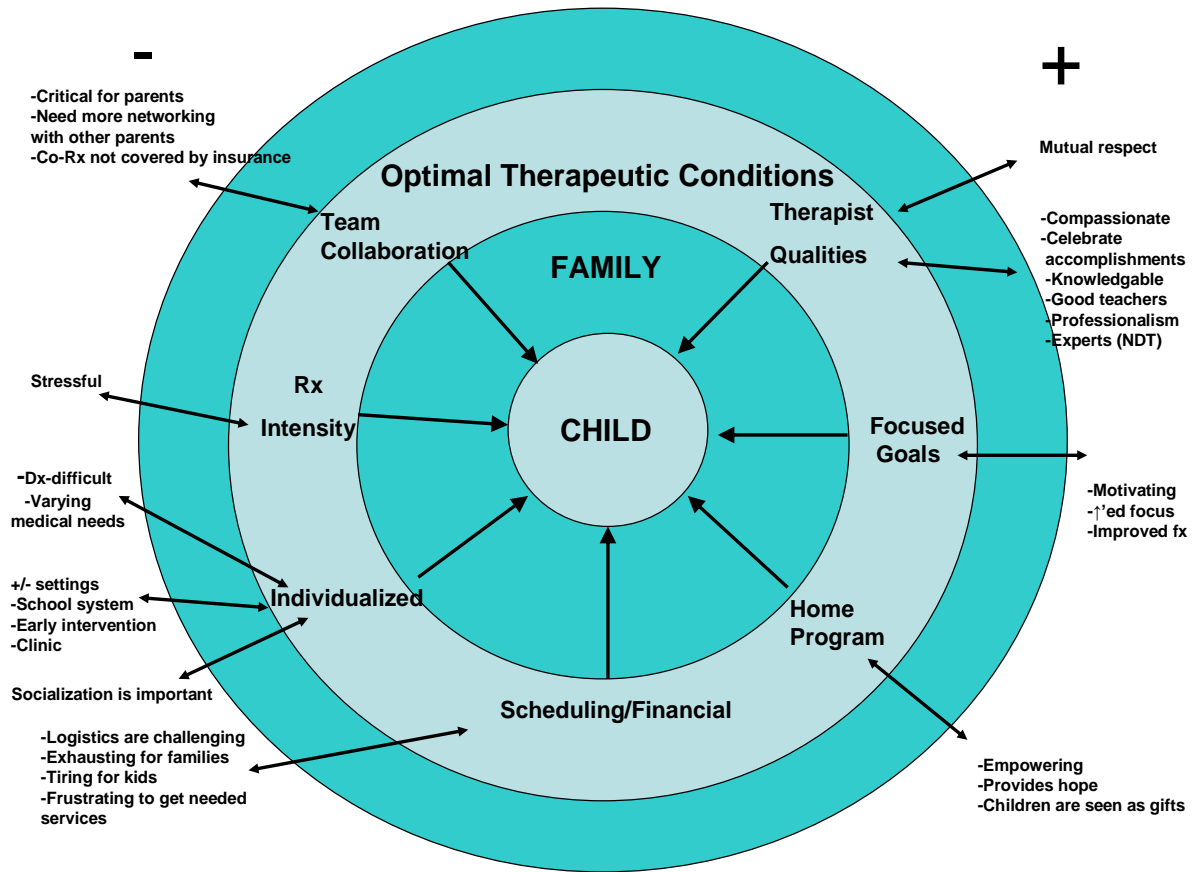 -
+
-Critical for parents
-Need more networking
with other parents
-Co-Rx not covered by insurance
Optimal Therapeutic Conditions
Mutual respect
Team
Collaboration
Therapist
Qualities
-Compassionate
-Celebrate
accomplishments
-Knowledgable
-Good teachers
-Professionalism
-Experts (NDT)
FAMILY
Stressful
Rx
Intensity
CHILD
Focused
Goals
-Dx-difficult
-Varying
medical needs
-Motivating
-↑’ed focus
-Improved fx
+/- settings
-School system
-Early intervention
-Clinic
Individualized
Home
Program
Socialization is important
Scheduling/Financial
-Logistics are challenging
-Exhausting for families
-Tiring for kids
-Frustrating to get needed
services
-Empowering
-Provides hope
-Children are seen as gifts